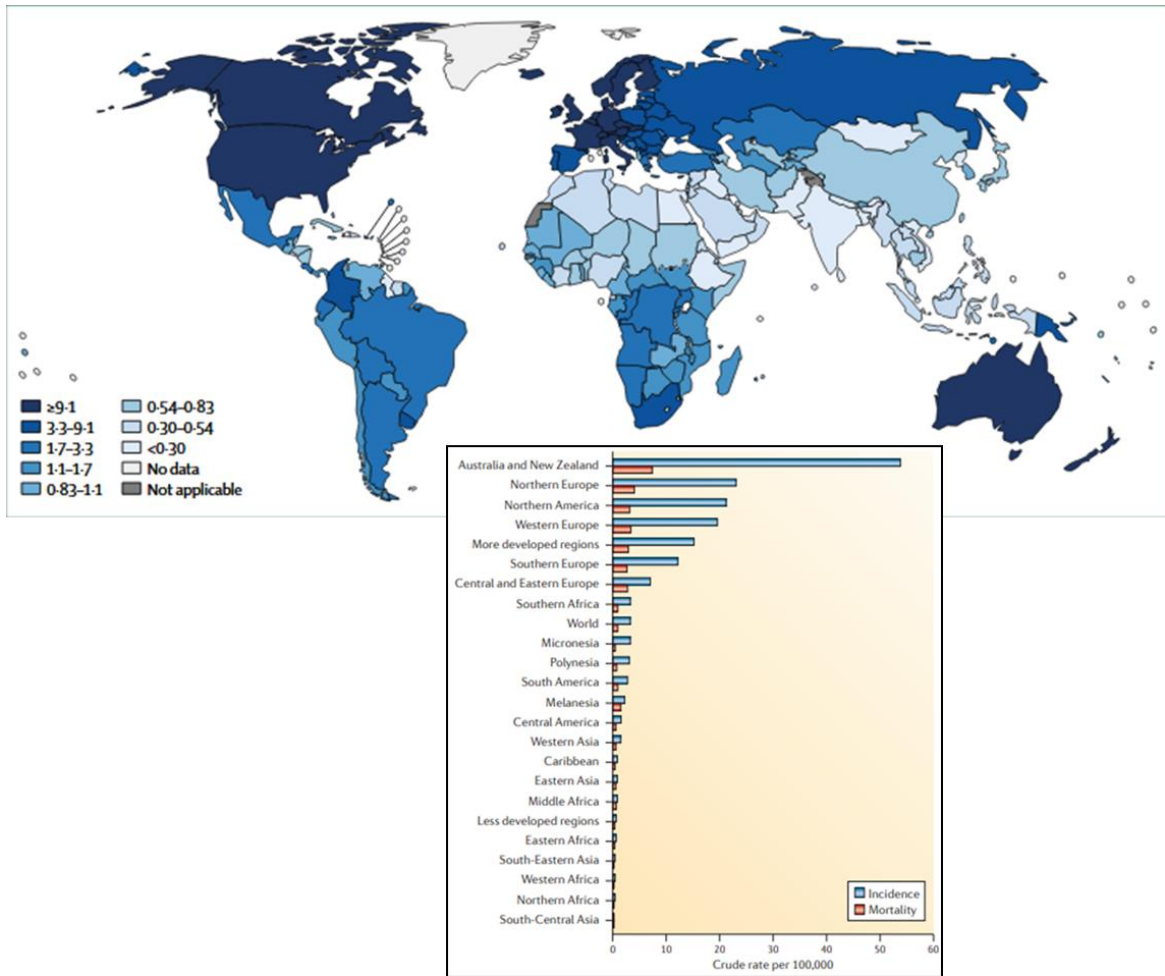 ≥9·1
3·3–9·1
1·7–3·3
1·1–1·7
0·83–1·1
0·54–0·83
0·30–0·54
<0·30
No data
Not applicable
Australia and New Zealand
Northern Europe
Northern America
Western Europe
More developed regions
Southern Europe
Central and Eastern Europe
Southern Africa
World
Micronesia
Polynesia
South America
Melanesia
Central America
Western Asia
Caribbean
Eastern Asia
Middle Africa
Less developed regions
Eastern Africa
South-Eastern Asia
Western Africa
Northern Africa
South-Central Asia
Incidence
Mortality
0 10 20 30 40 50 60
Crude rate per 100,000